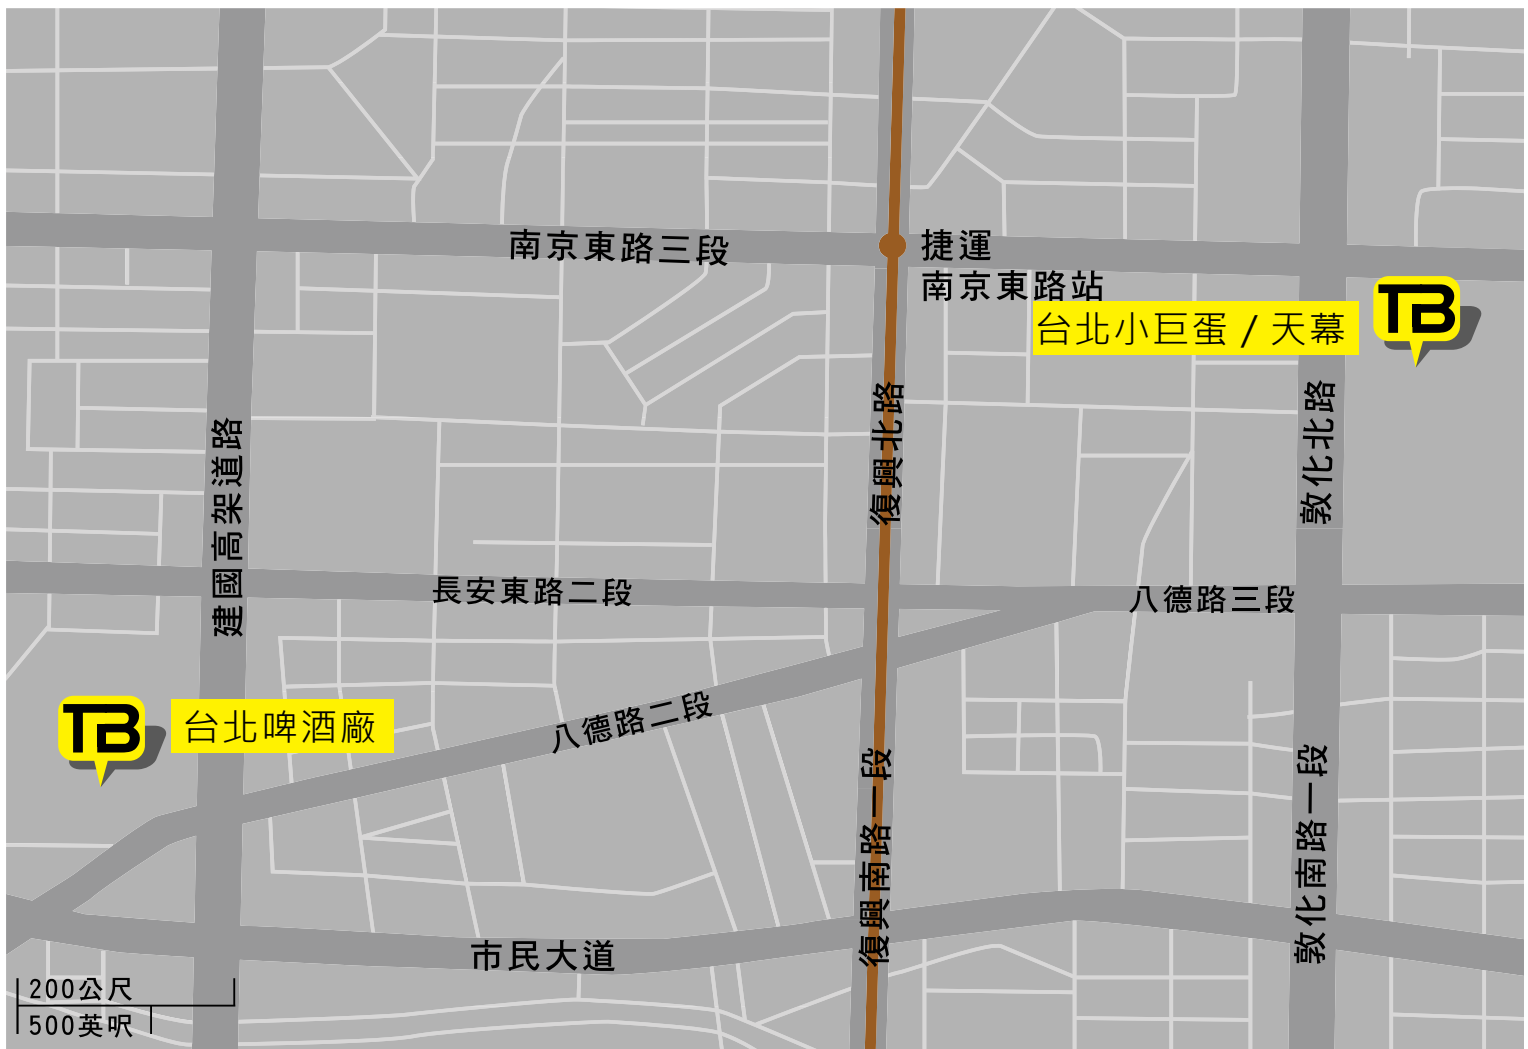 南京東路三段
捷運
南京東路站
台北小巨蛋 / 天幕
TB
復興北路
敦化北路
建國高架道路
長安東路二段
八德路三段
TB
台北啤酒廠
八德路二段
復興南路一段
敦化南路一段
市民大道
200公尺
500英呎